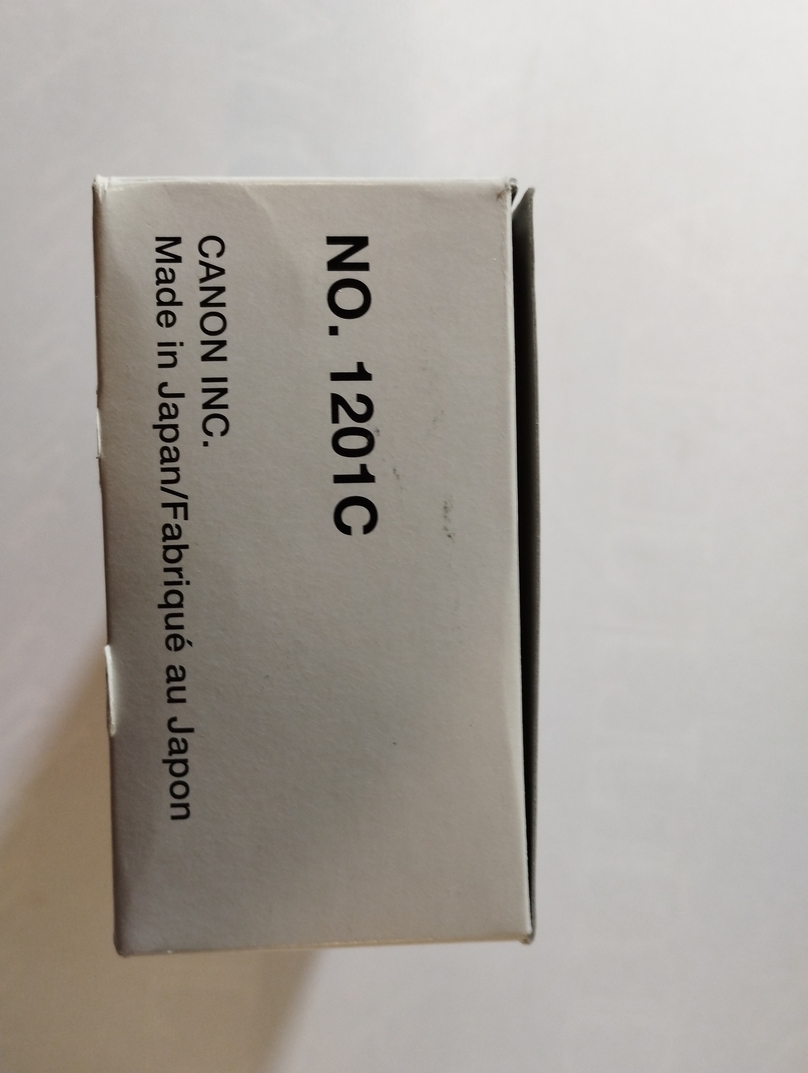 NO. 1201C
CANON INC.
Made in Japan/Fabriqué au Japon